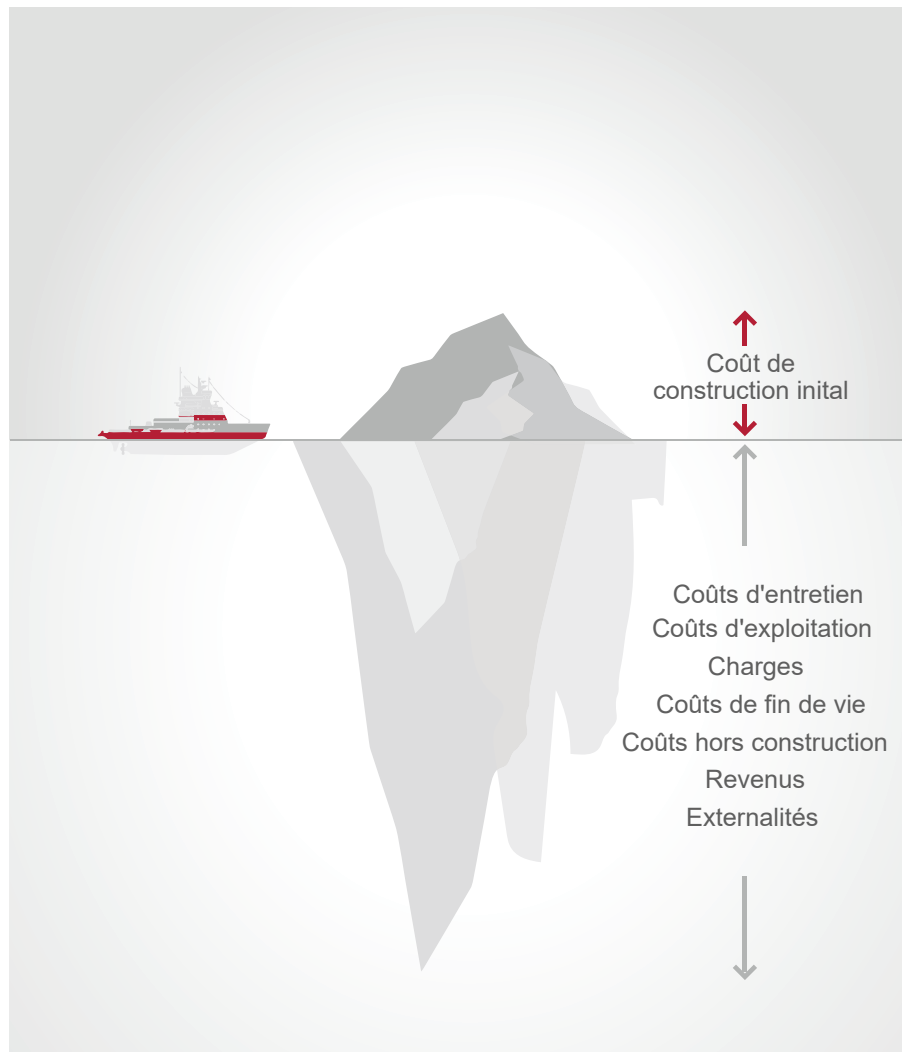 Coût de
construction inital
Coûts d'entretien
Coûts d'exploitation
Charges
Coûts de fin de vie
Coûts hors construction
Revenus
Externalités